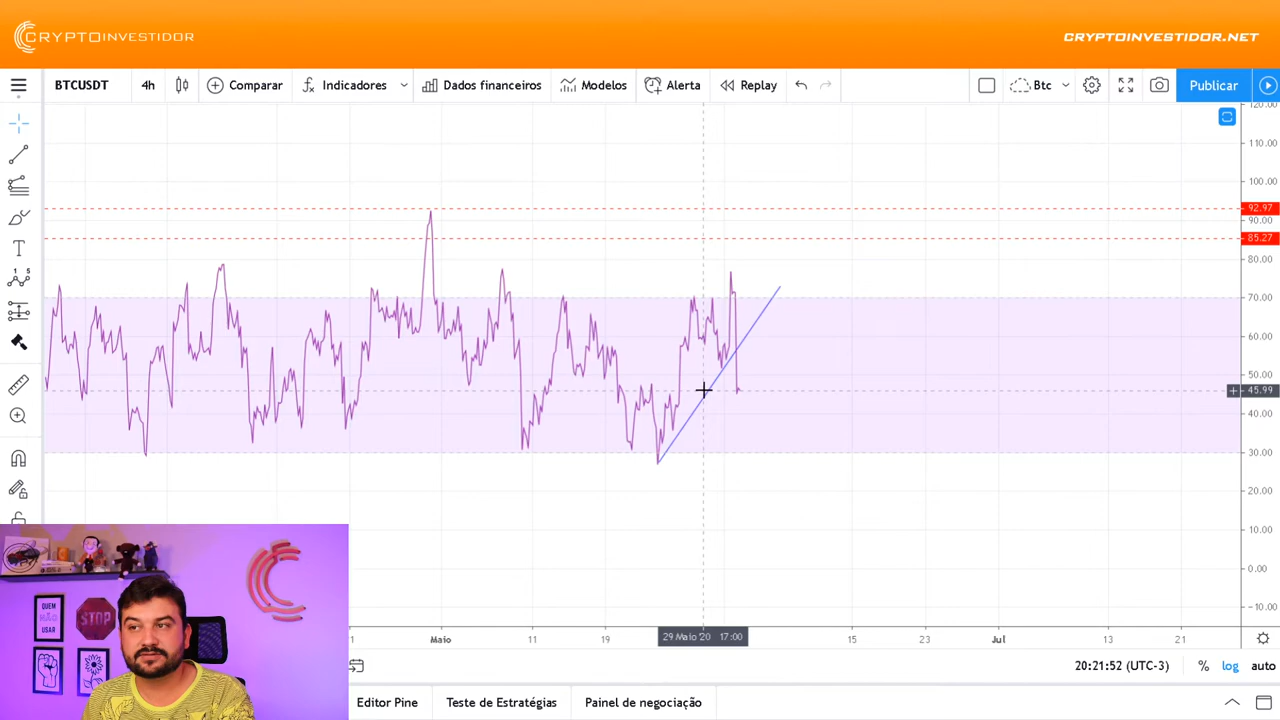 CRYPTOINVESTIDOR
CRYPTOINVESTIDOR.NET
BTCUSDT 4h Comparar Indicadores Dados financeiros Modelos Alerta Replay Btc Publicar
120.00
110.00
100.00
92.97
90.00
85.27
80.00
70.00
60.00
50.00
45.99
40.00
30.00
20.00
10.00
0.00
-10.00
QUEM
NÃO
USAR
STOP
1 Maio 11 19 29 Maio '20 17:00 15 23 Jul 13 21
20:21:52 (UTC-3) % log auto
Editor Pine Teste de Estratégias Painel de negociação